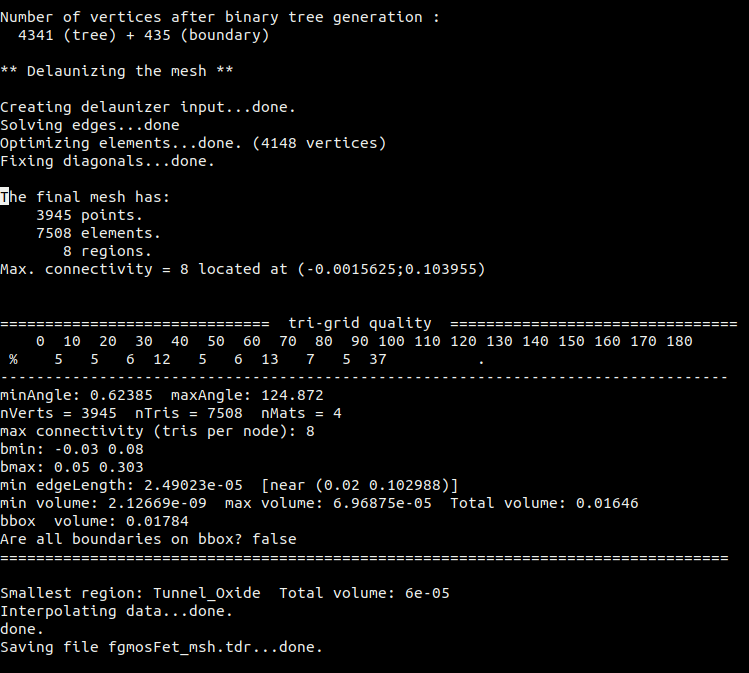 Number of vertices after binary tree generation :
  4341 (tree) + 435 (boundary)
** Delaunizing the mesh **
Creating delaunizer input...done.
Solving edges...done
Optimizing elements...done. (4148 vertices)
Fixing diagonals...done.
The final mesh has:
    3945 points.
    7508 elements.
       8 regions.
Max. connectivity = 8 located at (-0.0015625;0.103955)
==============================  tri-grid quality  ================================
    0  10  20  30  40  50  60  70  80  90 100 110 120 130 140 150 160 170 180
 %    5   5   6  12   5   6  13   7   5  37          .
---------------------------------------------------------------------------------
minAngle: 0.62385  maxAngle: 124.872
nVerts = 3945  nTris = 7508  nMats = 4
max connectivity (tris per node): 8
bmin: -0.03 0.08
bmax: 0.05 0.303
min edgeLength: 2.49023e-05  [near (0.02 0.102988)]
min volume: 2.12669e-09  max volume: 6.96875e-05  Total volume: 0.01646
bbox  volume: 0.01784
Are all boundaries on bbox? false
=================================================================================
Smallest region: Tunnel_Oxide  Total volume: 6e-05
Interpolating data...done.
done.
Saving file fgmosFet_msh.tdr...done.